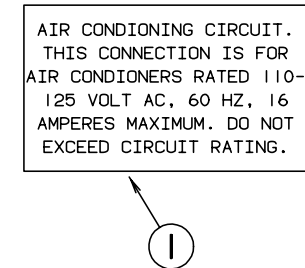 AIR CONDIONING CIRCUIT.
THIS CONNECTION IS FOR
AIR CONDIONERS RATED 110-
125 VOLT AC, 60 HZ, 16
AMPERES MAXIMUM. DO NOT
EXCEED CIRCUIT RATING.
1